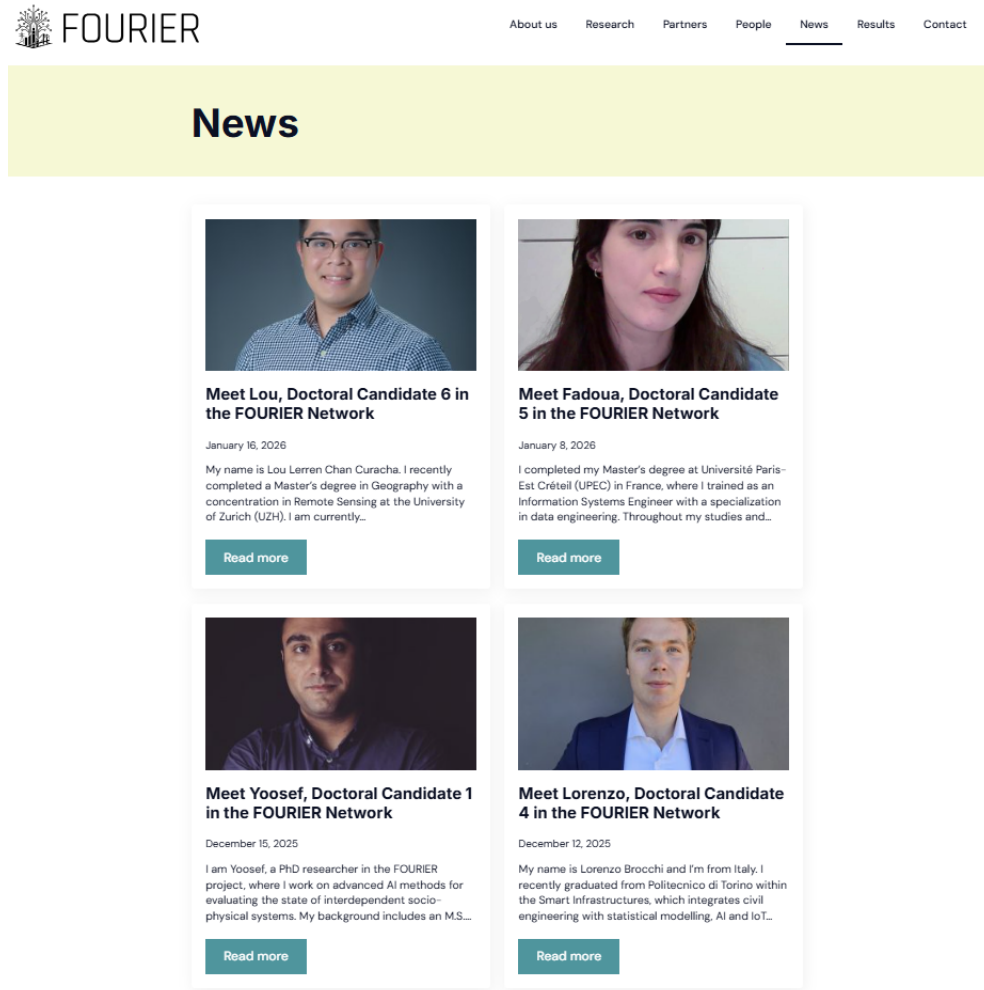 FOURIER
About us
Research
Partners
People
News
Results
Contact
News
Meet Lou, Doctoral Candidate 6 in
the FOURIER Network
January 16, 2026
My name is Lou Lerren Chan Curacha. I recently
completed a Master's degree in Geography with a
concentration in Remote Sensing at the University
of Zurich (UZH). I am currently...
Read more
Meet Fadoua, Doctoral Candidate
5 in the FOURIER Network
January 8, 2026
I completed my Master's degree at Université Paris-
Est Créteil (UPEC) in France, where I trained as an
Information Systems Engineer with a specialization
in data engineering. Throughout my studies and...
Read more
Meet Yoosef, Doctoral Candidate 1
in the FOURIER Network
December 15, 2025
I am Yoosef, a PhD researcher in the FOURIER
project, where I work on advanced AI methods for
evaluating the state of interdependent socio-
physical systems. My background includes an M.S....
Read more
Meet Lorenzo, Doctoral Candidate
4 in the FOURIER Network
December 12, 2025
My name is Lorenzo Brocchi and I'm from Italy. I
recently graduated from Politecnico di Torino within
the Smart Infrastructures, which integrates civil
engineering with statistical modelling, AI and IoT...
Read more